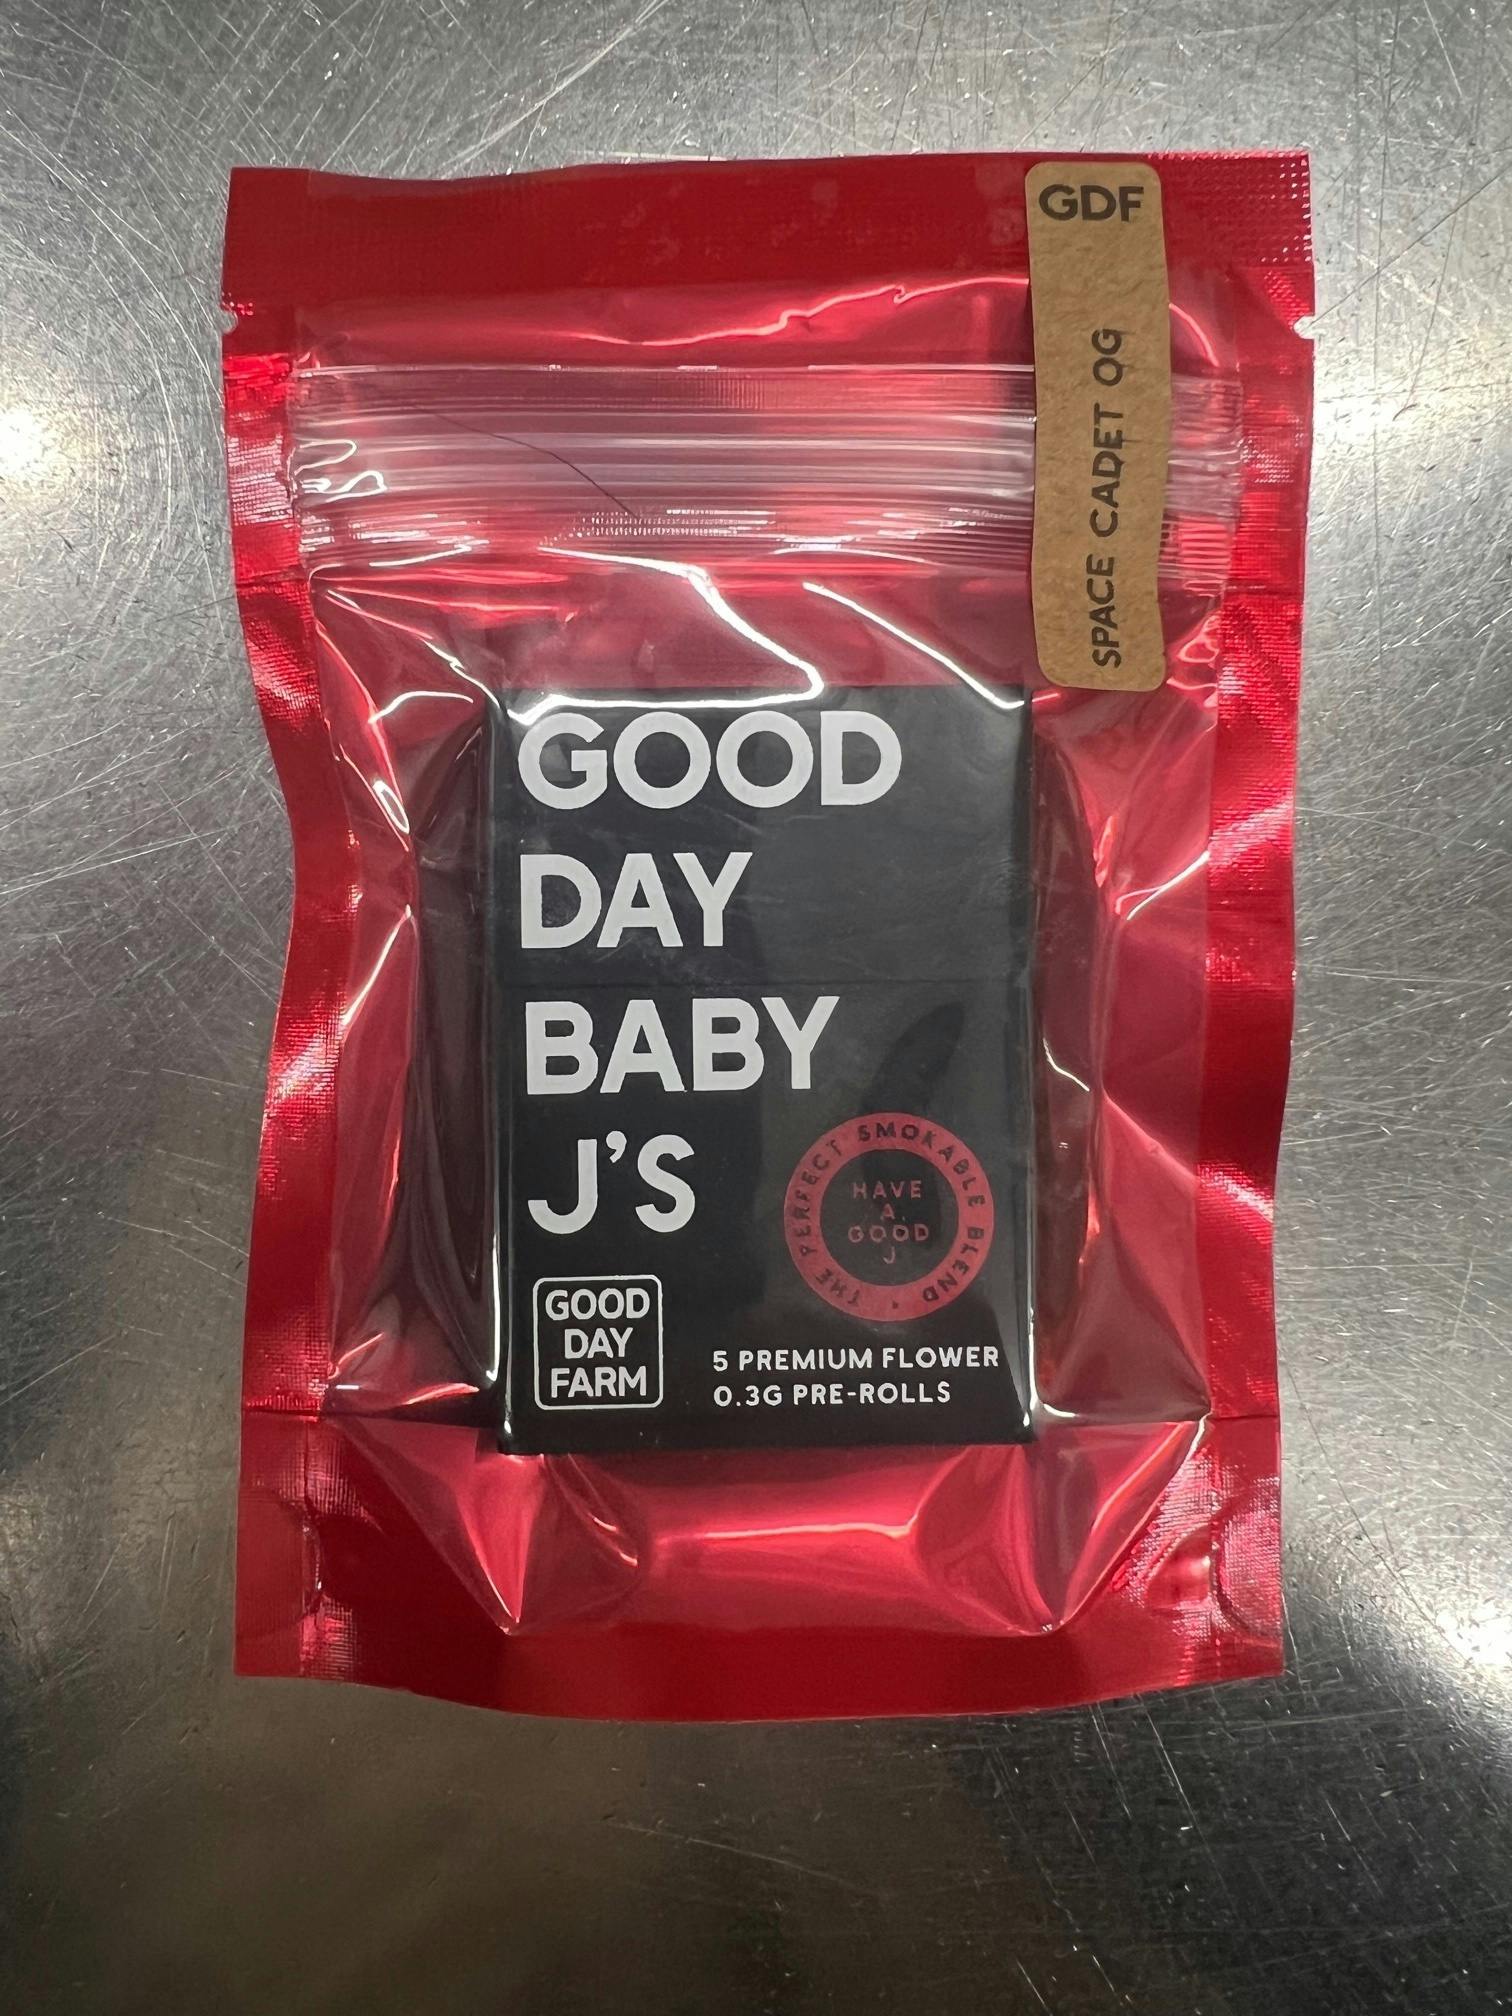 GDF
SPACE CADET OG
GOOD
DAY
BABY
J'S
THE PERFECT SMOKABLE BLEND •
HAVE
A
GOOD
J
GOOD
DAY
FARM
5 PREMIUM FLOWER
0.3G PRE-ROLLS